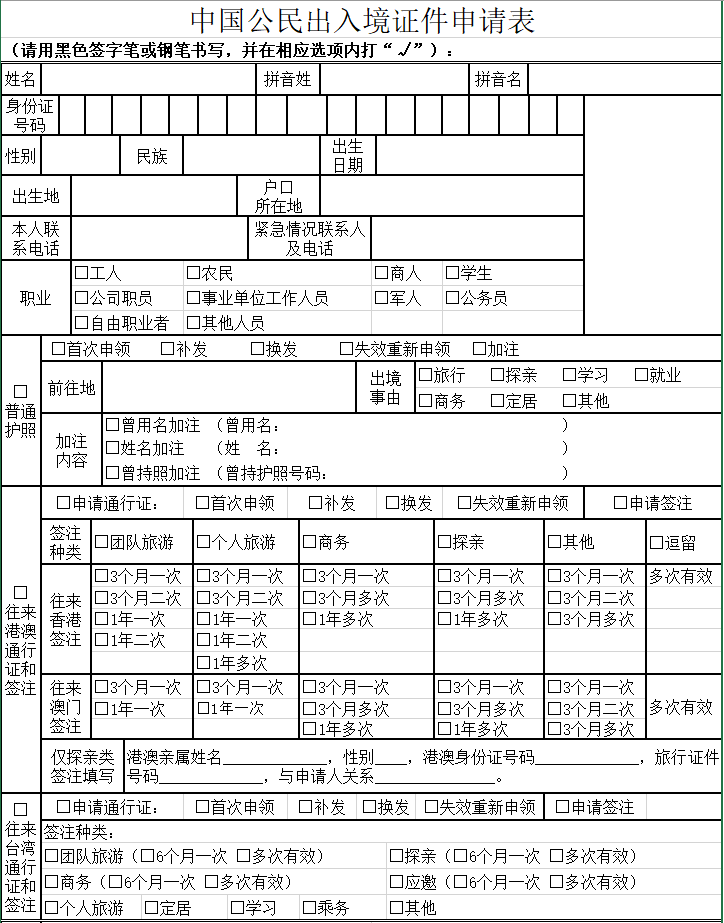 中国公民出入境证件申请表
（请用黑色签字笔或钢笔书写，并在相应选项内打“√”）：
姓名 拼音姓 拼音名
身份证
号码
性别 民族 出生
日期
出生地 户口
所在地
本人联
系电话
紧急情况联系人
及电话
职业
□工人 □农民 □商人 □学生
□公司职员 □事业单位工作人员 □军人 □公务员
□自由职业者 □其他人员
□
普通
护照
□首次申领 □补发 □换发 □失效重新申领 □加注
前往地
出境
事由
□旅行 □探亲 □学习 □就业
□商务 □定居 □其他
加注
内容
□曾用名加注 （曾用名： ）
□姓名加注 （姓 名： ）
□曾持照加注 （曾持护照号码： ）
□
往来
港澳
通行
证和
签注
□申请通行证： □首次申领 □补发 □换发 □失效重新申领 □申请签注
签注
种类
□团队旅游 □个人旅游 □商务 □探亲 □其他 □逗留
往来
香港
签注
□3个月一次 □3个月一次 □3个月一次 □3个月一次 □3个月一次 多次有效
□3个月二次 □3个月二次 □3个月多次 □3个月多次 □3个月二次
□1年一次 □1年一次 □1年多次 □1年多次 □3个月多次
□1年二次 □1年二次
□1年多次
往来
澳门
签注
□3个月一次 □3个月一次 □3个月一次 □3个月一次 □3个月一次
□1年一次 □1年一次 □3个月多次 □3个月多次 □3个月二次 多次有效
□1年多次 □1年多次 □3个月多次
仅探亲类
签注填写
港澳亲属姓名____________，性别____，港澳身份证号码____________，旅行证件
号码____________，与申请人关系______________。
□
往来
台湾
通行
证和
签注
□申请通行证： □首次申领 □补发 □换发 □失效重新申领 □申请签注
签注种类：
□团队旅游（□6个月一次 □多次有效） □探亲（□6个月一次 □多次有效）
□商务（□6个月一次 □多次有效） □应邀（□6个月一次 □多次有效）
□个人旅游 □定居 □学习 □乘务 □其他